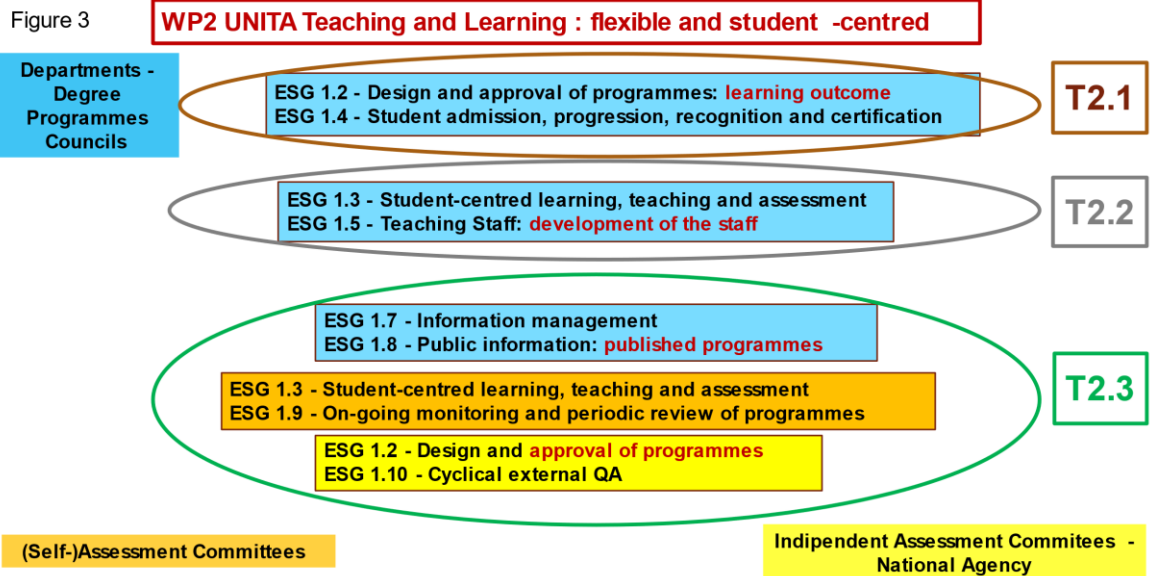 Figure 3
WP2 UNITA Teaching and Learning : flexible and student -centred
Departments -
Degree
Programmes
Councils
ESG 1.2 - Design and approval of programmes: learning outcome
ESG 1.4 - Student admission, progression, recognition and certification
T2.1
ESG 1.3 - Student-centred learning, teaching and assessment
ESG 1.5 - Teaching Staff: development of the staff
T2.2
ESG 1.7 - Information management
ESG 1.8 - Public information: published programmes
ESG 1.3 - Student-centred learning, teaching and assessment
ESG 1.9 - On-going monitoring and periodic review of programmes
T2.3
ESG 1.2 - Design and approval of programmes
ESG 1.10 - Cyclical external QA
(Self-)Assessment Committees
Indipendent Assessment Commitees -
National Agency